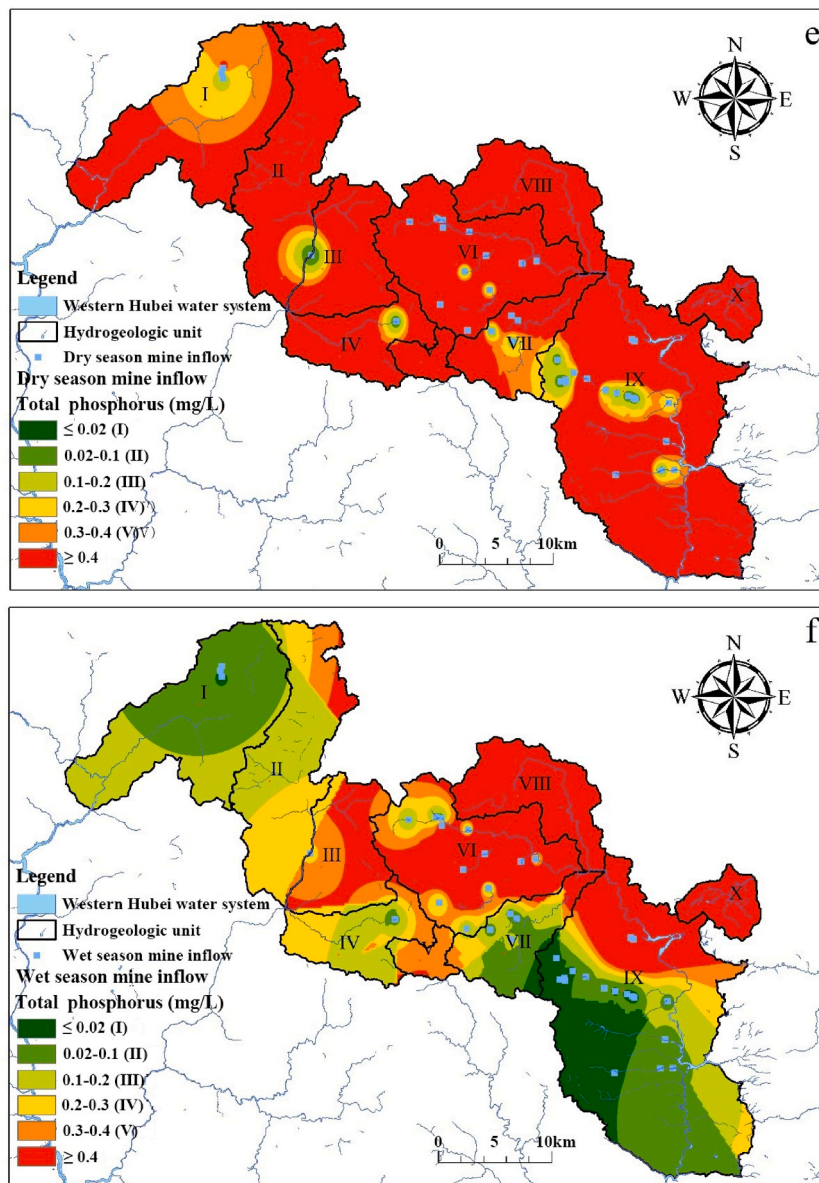 e
N
W E
S
I
II
VIII
III
VI
X
Legend
Western Hubei water system
Hydrogeologic unit
IV
V
VII
Dry season mine inflow
IX
Dry season mine inflow
Total phosphorus (mg/L)
≤ 0.02 (I)
0.02-0.1 (II)
0.1-0.2 (III)
0.2-0.3 (IV)
0.3-0.4 (V)
≥ 0.4
0 5 10km
f
N
W E
S
I
II
VIII
III
VI
X
Legend
Western Hubei water system
Hydrogeologic unit
IV
V
VII
Wet season mine inflow
IX
Wet season mine inflow
Total phosphorus (mg/L)
≤ 0.02 (I)
0.02-0.1 (II)
0.1-0.2 (III)
0.2-0.3 (IV)
0.3-0.4 (V)
≥ 0.4
0 5 10km